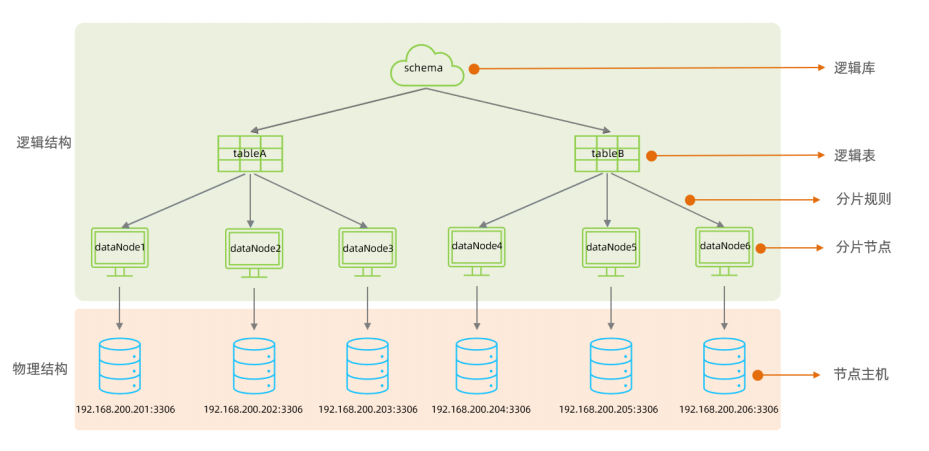 schema
逻辑库
逻辑结构
tableA
tableB
逻辑表
分片规则
dataNode1
dataNode2
dataNode3
dataNode4
dataNode5
dataNode6
分片节点
物理结构
节点主机
192.168.200.201:3306
192.168.200.202:3306
192.168.200.203:3306
192.168.200.204:3306
192.168.200.205:3306
192.168.200.206:3306